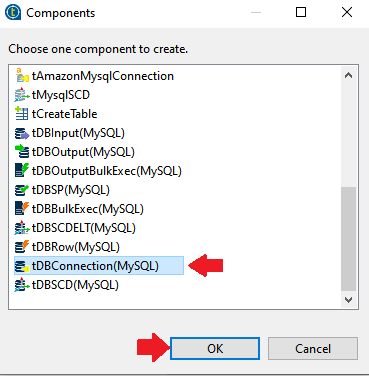 Components
Choose one component to create.
tAmazonMysqlConnection
tMysqlSCD
tCreateTable
tDBInput(MySQL)
tDBOutput(MySQL)
tDBOutputBulkExec(MySQL)
tDBSP(MySQL)
tDBBulkExec(MySQL)
tDBSCDELT(MySQL)
tDBRow(MySQL)
tDBConnection(MySQL)
tDBSCD(MySQL)
OK
Cancel